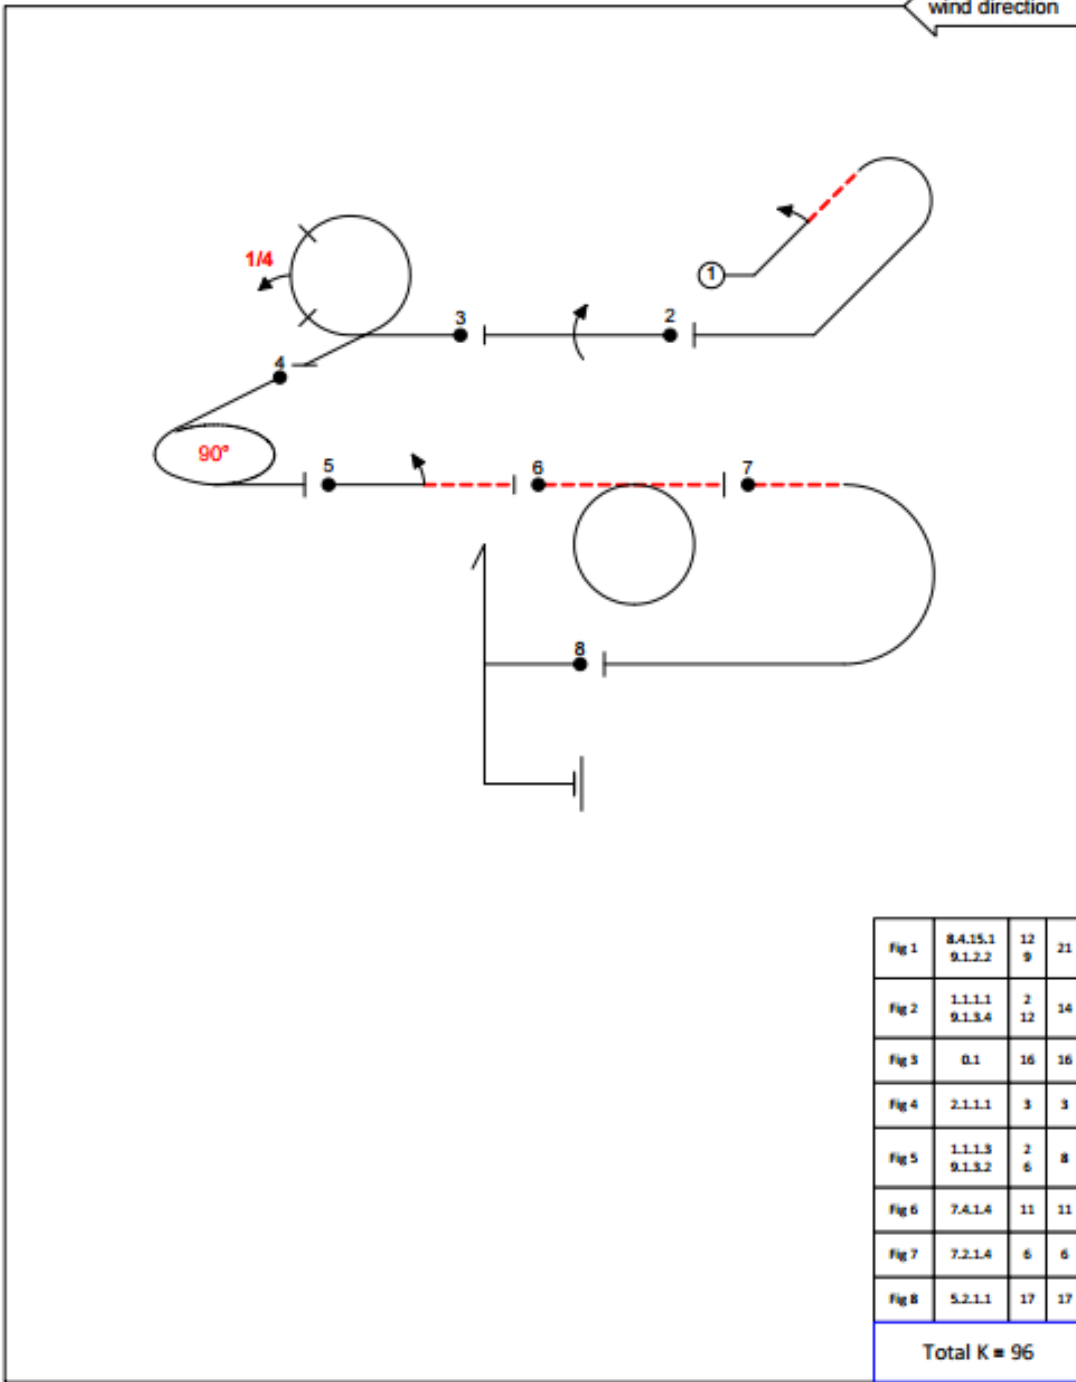 wind direction
1/4
1
3
2
4
90°
5
6
7
8
Fig 1 8.4.15.1 12 21
9.1.2.2 9
Fig 2 1.1.1.1 2 14
9.1.3.4 12
Fig 3 0.1 16 16
Fig 4 2.1.1.1 3 3
Fig 5 1.1.1.3 2 8
9.1.3.2 6
Fig 6 7.4.1.4 11 11
Fig 7 7.2.1.4 6 6
Fig 8 5.2.1.1 17 17
Total K = 96